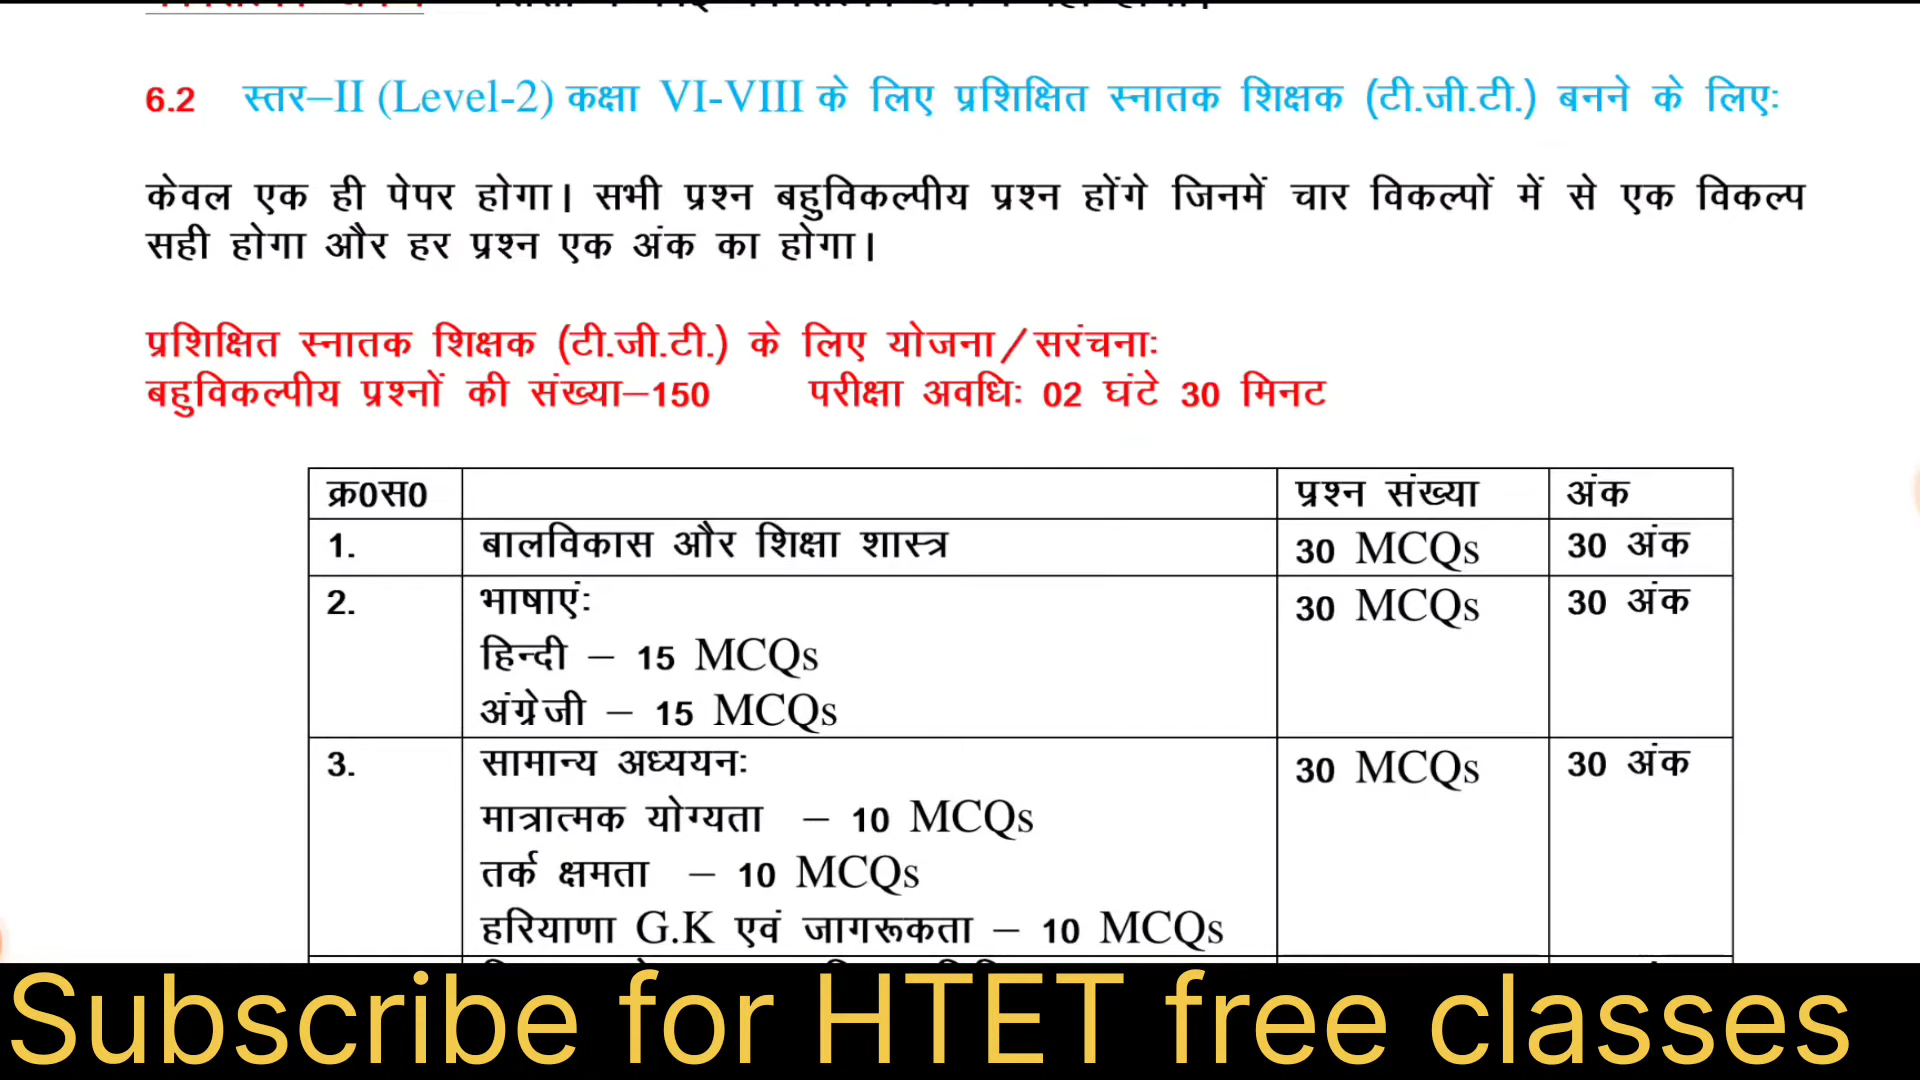 6.2 स्तर–II (Level-2) कक्षा VI-VIII के लिए प्रशिक्षित स्नातक शिक्षक (टी.जी.टी.) बनने के लिएः
केवल एक ही पेपर होगा। सभी प्रश्न बहुविकल्पीय प्रश्न होंगे जिनमें चार विकल्पों में से एक विकल्प
सही होगा और हर प्रश्न एक अंक का होगा।
प्रशिक्षित स्नातक शिक्षक (टी.जी.टी.) के लिए योजना/सरंचनाः
बहुविकल्पीय प्रश्नों की संख्या–150 परीक्षा अवधिः 02 घंटे 30 मिनट
क्र0स0 प्रश्न संख्या अंक
1. बालविकास और शिक्षा शास्त्र 30 MCQs 30 अंक
2. भाषाएंः 30 MCQs 30 अंक
हिन्दी – 15 MCQs
अंग्रेजी – 15 MCQs
3. सामान्य अध्ययनः 30 MCQs 30 अंक
मात्रात्मक योग्यता – 10 MCQs
तर्क क्षमता – 10 MCQs
हरियाणा G.K एवं जागरूकता – 10 MCQs
Subscribe for HTET free classes